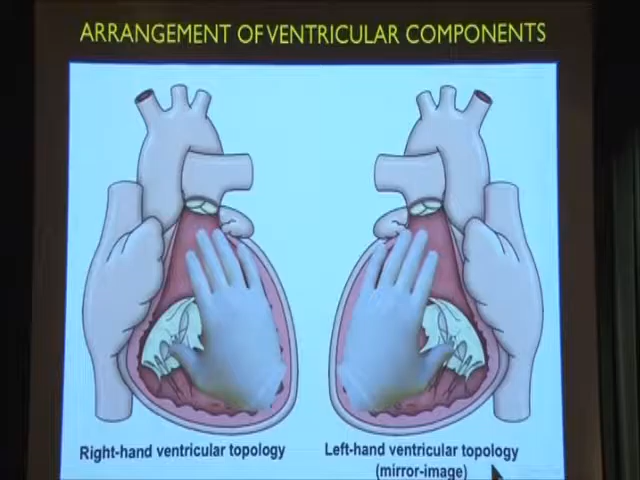 ARRANGEMENT OF VENTRICULAR COMPONENTS
Right-hand ventricular topology
Left-hand ventricular topology
(mirror-image)